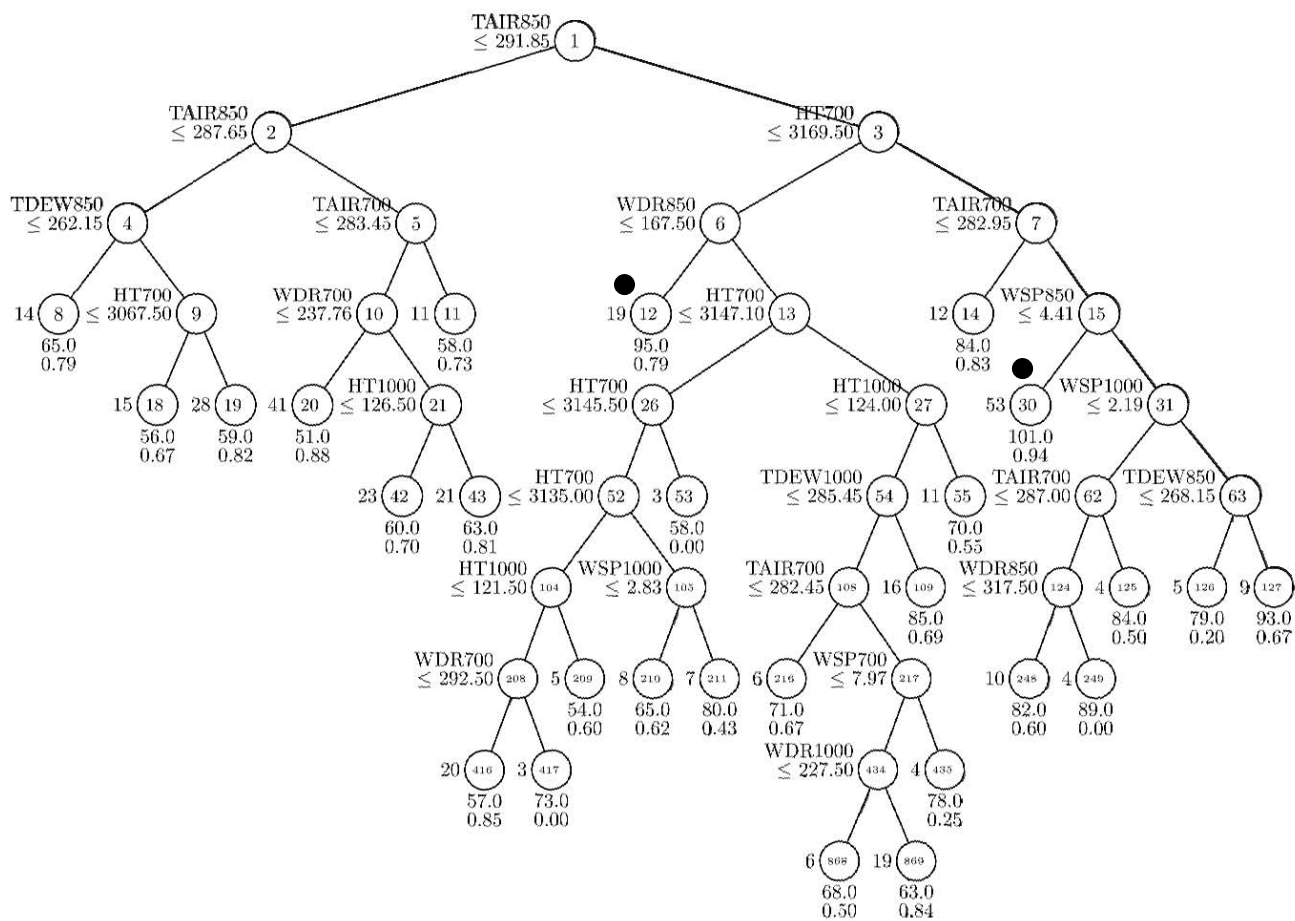 TAIR850
≤ 291.85 1
TAIR850
≤ 287.65 2
HT700
≤ 3169.50 3
TDEW850
≤ 262.15 4
TAIR700
≤ 283.45 5
WDR850
≤ 167.50 6
TAIR700
≤ 282.95 7
14 8
65.0
0.79
HT700
≤ 3067.50 9
WDR700
≤ 237.76 10
11 11
58.0
0.73
19 12
95.0
0.79
HT700
≤ 3147.10 13
12 14
84.0
0.83
WSP850
≤ 4.41 15
15 18
56.0
0.67
28 19
59.0
0.82
41 20
51.0
0.88
HT1000
≤ 126.50 21
HT700
≤ 3145.50 26
HT1000
≤ 124.00 27
53 30
101.0
0.94
WSP1000
≤ 2.19 31
23 42
60.0
0.70
21 43
63.0
0.81
HT700
≤ 3135.00 52
3 53
58.0
0.00
TDEW1000
≤ 285.45 54
11 55
70.0
0.55
TAIR700
≤ 287.00 62
TDEW850
≤ 268.15 63
HT1000
≤ 121.50 104
WSP1000
≤ 2.83 105
TAIR700
≤ 282.45 108
16 109
85.0
0.69
WDR850
≤ 317.50 124
4 125
84.0
0.50
5 126
79.0
0.20
9 127
93.0
0.67
WDR700
≤ 292.50 208
5 209
54.0
0.60
8 210
65.0
0.62
7 211
80.0
0.43
6 216
71.0
0.67
WSP700
≤ 7.97 217
10 248
82.0
0.60
4 249
89.0
0.00
20 416
57.0
0.85
3 417
73.0
0.00
WDR1000
≤ 227.50 434
4 435
78.0
0.25
6 868
68.0
0.50
19 869
63.0
0.84